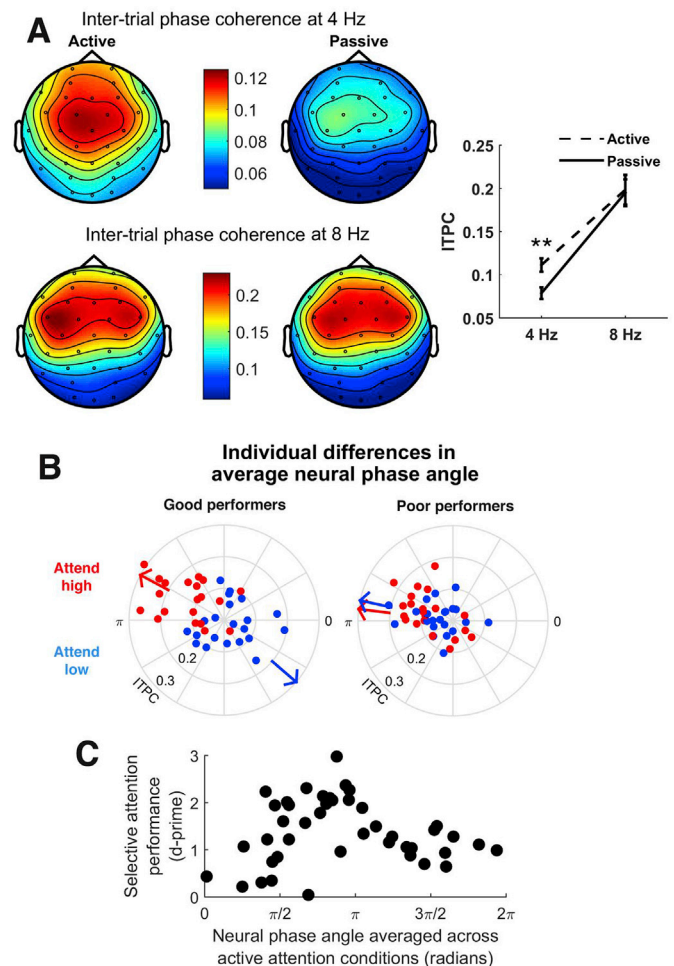 A
Inter-trial phase coherence at 4 Hz
Active
Passive
0.12
0.1
0.08
0.06
Inter-trial phase coherence at 8 Hz
0.2
0.15
0.1
Active
Passive
0.25
0.2
0.15
0.1
0.05
ITPC
**
4 Hz
8 Hz
B
Individual differences in
average neural phase angle
Good performers
Poor performers
Attend
high
Attend
low
π
0
0.2
0.3
ITPC
π
0
0.2
0.3
ITPC
C
Selective attention
performance
(d-prime)
3
2
1
0
0
π/2
π
3π/2
2π
Neural phase angle averaged across
active attention conditions (radians)